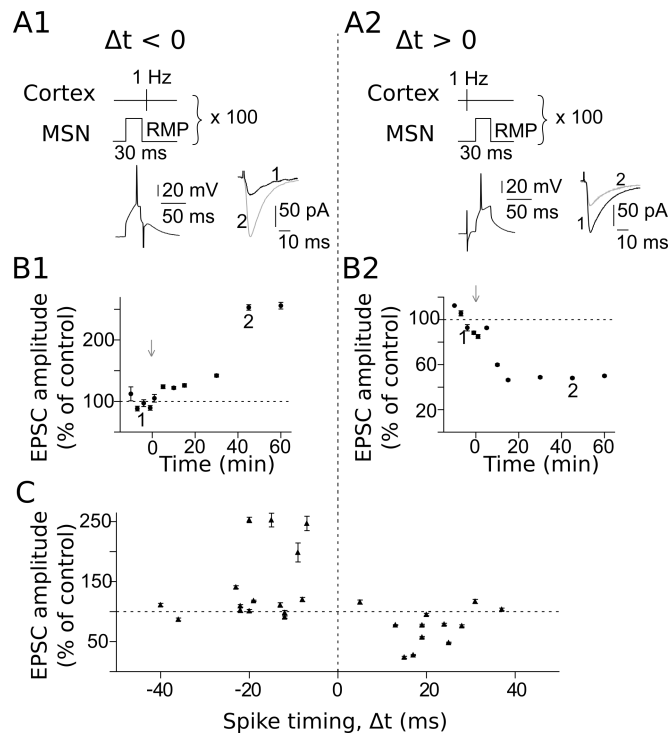 A1
Δt < 0
1 Hz
Cortex
MSN
RMP
x 100
30 ms
20 mV
50 ms
1
2
50 pA
10 ms
A2
Δt > 0
1 Hz
Cortex
MSN
RMP
x 100
30 ms
20 mV
50 ms
2
1
50 pA
10 ms
B1
EPSC amplitude
(% of control)
200
100
1
2
0
20
40
60
Time (min)
B2
EPSC amplitude
(% of control)
100
80
60
40
20
1
2
0
20
40
60
Time (min)
C
EPSC amplitude
(% of control)
250
150
50
-40
-20
0
20
40
Spike timing, Δt (ms)